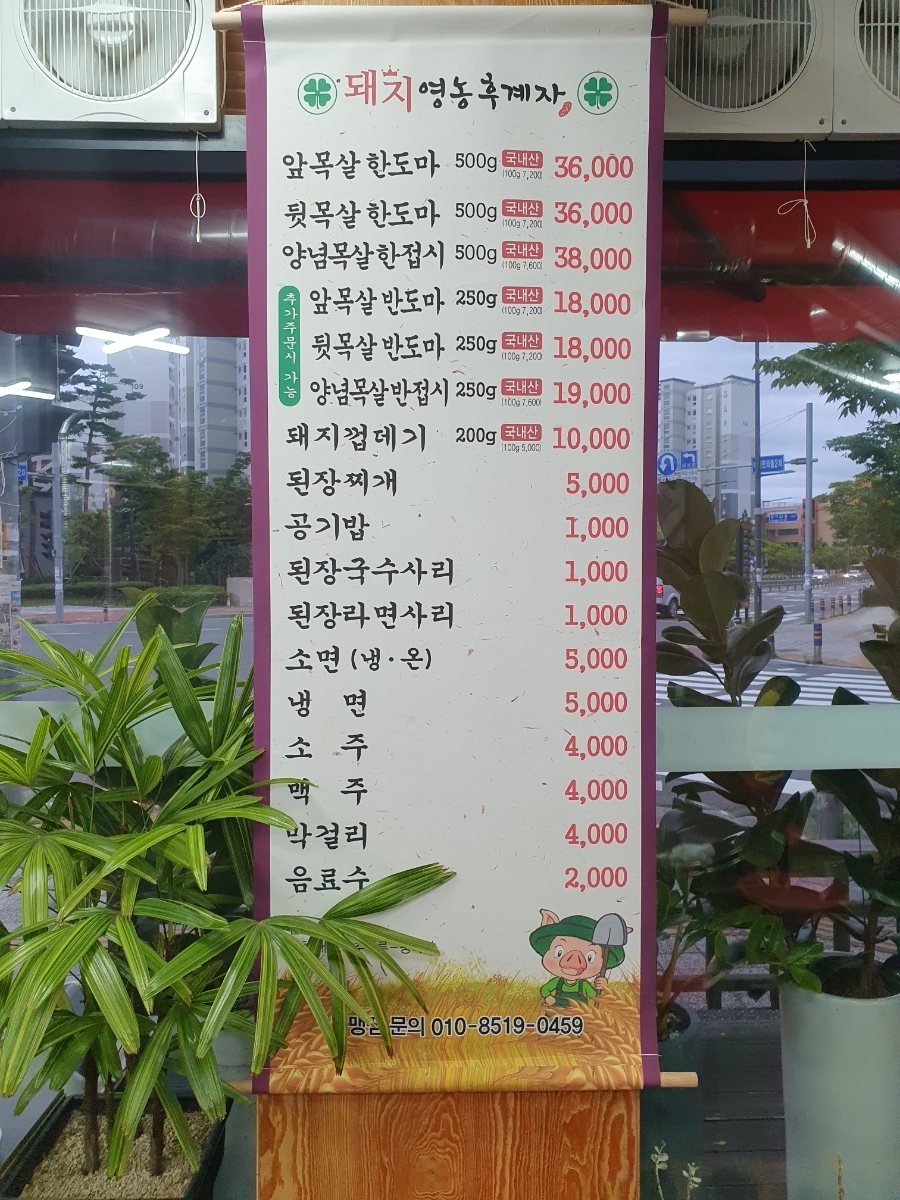 돼지영농후계자
앞목살한도마 500g 국내산 (100g 7,200) 36,000
뒷목살한도마 500g 국내산 (100g 7,200) 36,000
양념목살한접시 500g 국내산 (100g 7,600) 38,000
추가주문시 가능
앞목살반도마 250g 국내산 (100g 7,200) 18,000
뒷목살반도마 250g 국내산 (100g 7,200) 18,000
양념목살반접시 250g 국내산 (100g 7,600) 19,000
돼지껍데기 200g 국내산 (100g 5,000) 10,000
된장찌개 5,000
공기밥 1,000
된장국수사리 1,000
된장라면사리 1,000
소면 (냉·온) 5,000
냉 면 5,000
소 주 4,000
맥 주 4,000
막걸리 4,000
음료수 2,000
문의 010-8519-0459
109